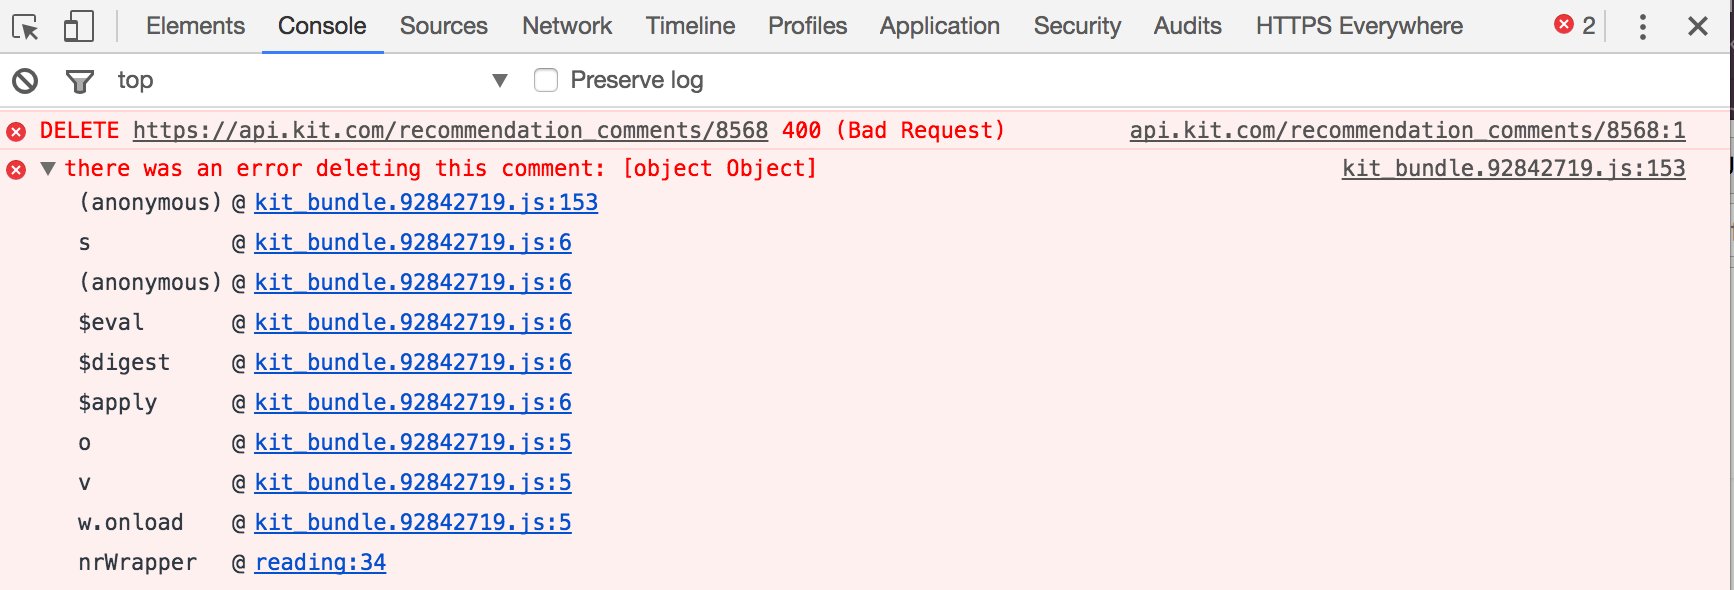 Elements Console Sources Network Timeline Profiles Application Security Audits HTTPS Everywhere 2
top Preserve log
DELETE https://api.kit.com/recommendation_comments/8568 400 (Bad Request) api.kit.com/recommendation_comments/8568:1
there was an error deleting this comment: [object Object] kit_bundle.92842719.js:153
(anonymous) @ kit_bundle.92842719.js:153
s @ kit_bundle.92842719.js:6
(anonymous) @ kit_bundle.92842719.js:6
$eval @ kit_bundle.92842719.js:6
$digest @ kit_bundle.92842719.js:6
$apply @ kit_bundle.92842719.js:6
o @ kit_bundle.92842719.js:5
v @ kit_bundle.92842719.js:5
w.onload @ kit_bundle.92842719.js:5
nrWrapper @ reading:34